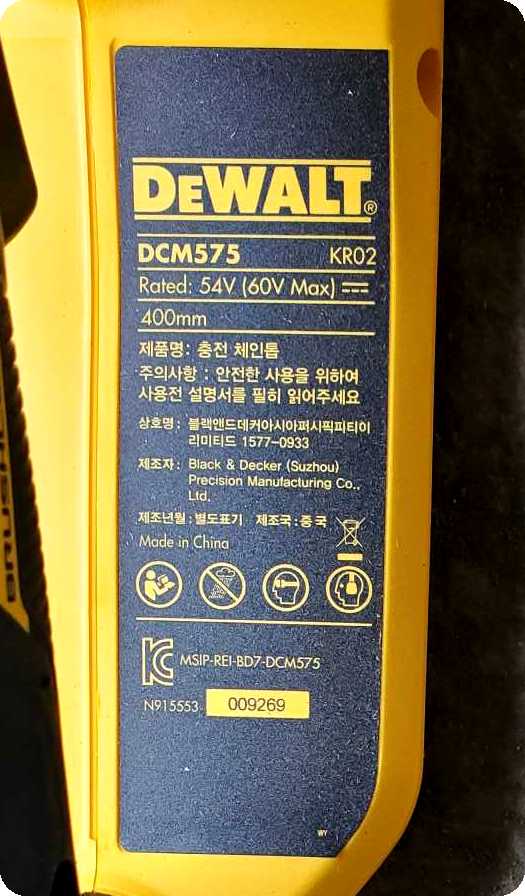 DEWALT®
DCM575 KR02
Rated: 54V (60V Max)
400mm
제품명: 충전 체인톱
주의사항 : 안전한 사용을 위하여
사용전 설명서를 필히 읽어주세요
상호명 : 블랙앤드데커아시아퍼시픽피티이
리미티드 1577-0933
제조자 : Black & Decker (Suzhou)
Precision Manufacturing Co.,
Ltd.
제조년월 : 별도표기 제조국 : 중국
Made in China
MSIP-REI-BD7-DCM575
N915553 009269
WY
BRUSHL